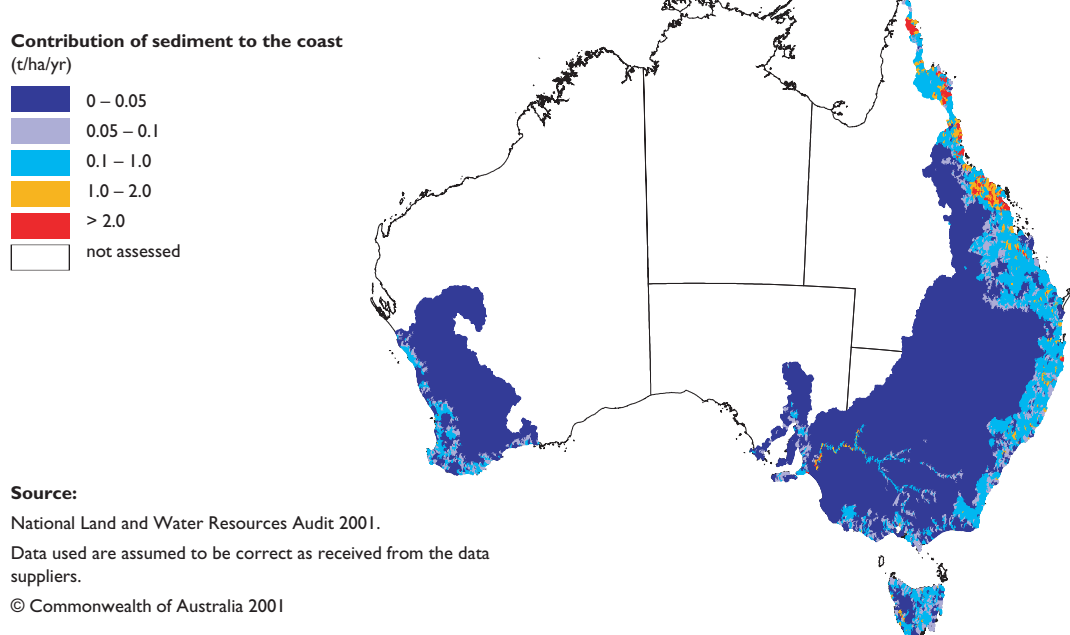 Contribution of sediment to the coast
(t/ha/yr)
0 – 0.05
0.05 – 0.1
0.1 – 1.0
1.0 – 2.0
> 2.0
not assessed
Source:
National Land and Water Resources Audit 2001.
Data used are assumed to be correct as received from the data
suppliers.
© Commonwealth of Australia 2001